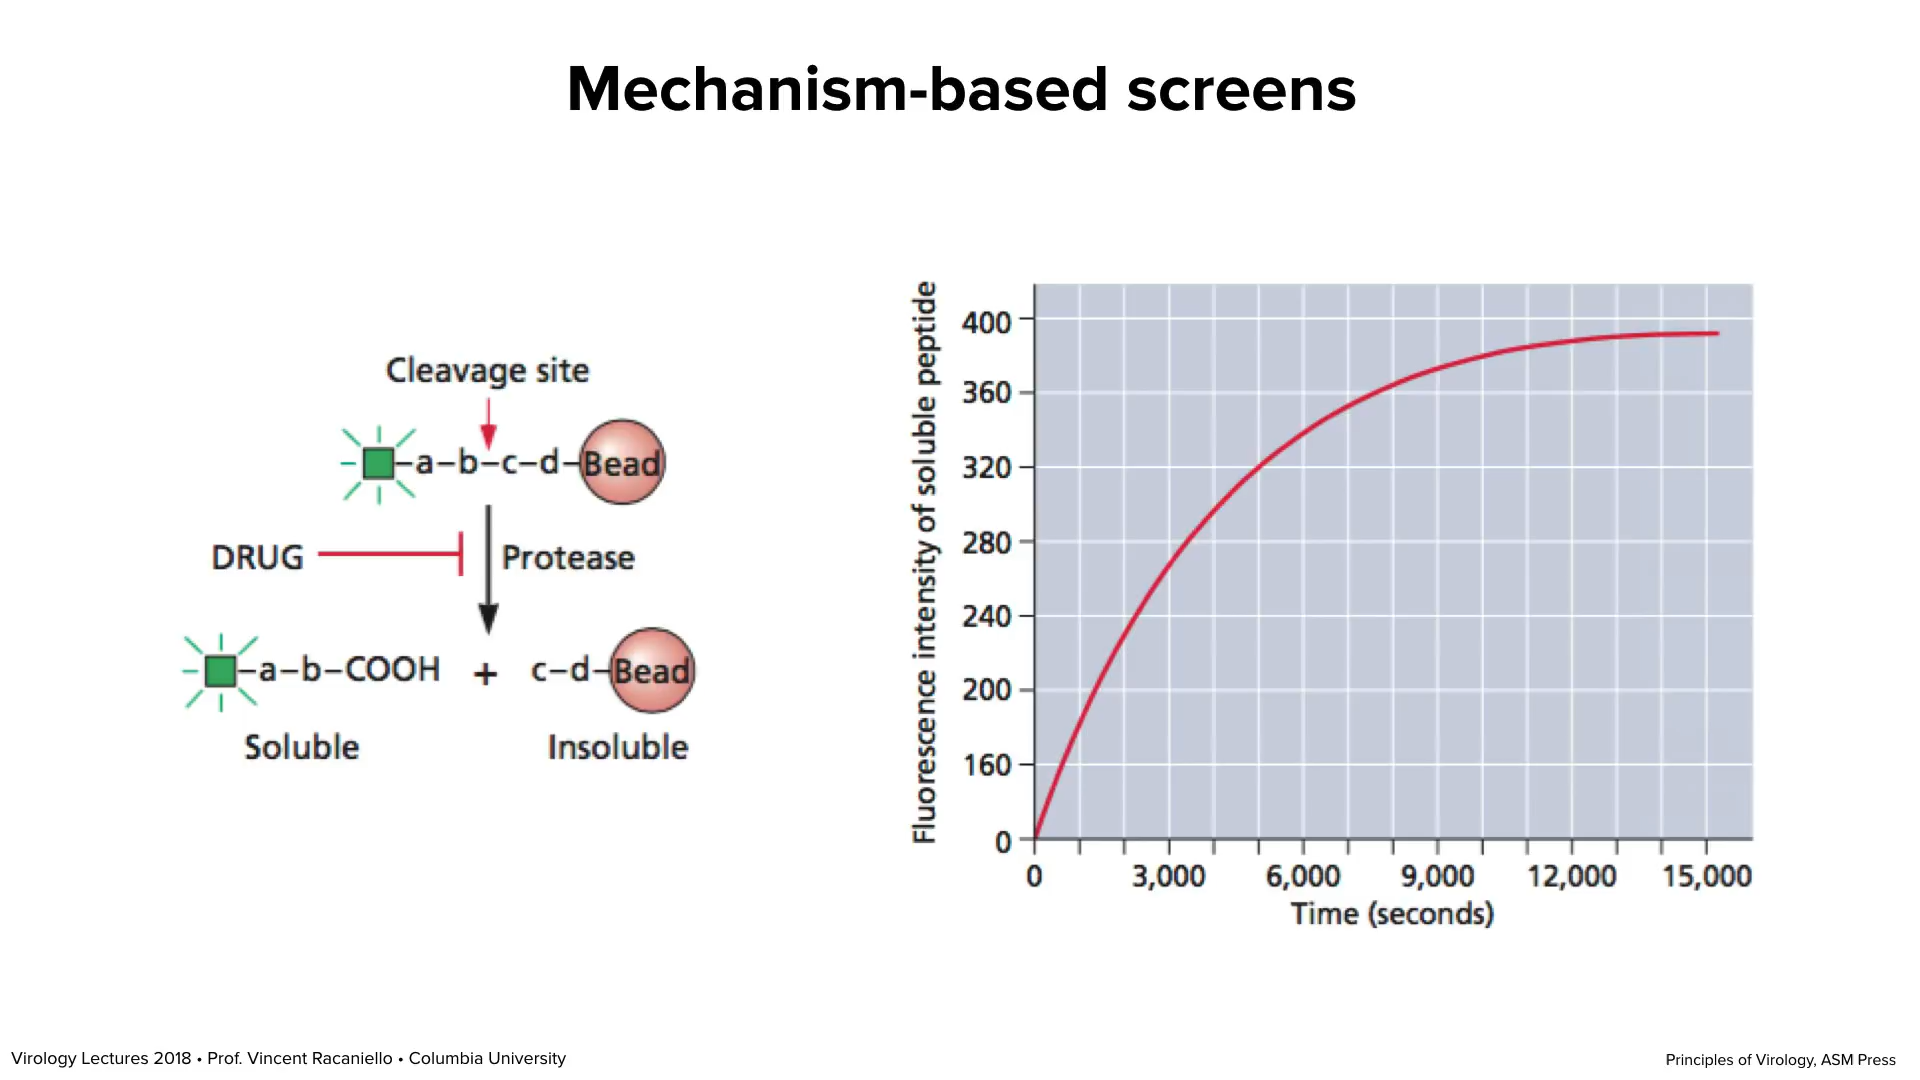 Mechanism-based screens
Cleavage site
a–b–c–d–Bead
DRUG
Protease
a–b–COOH + c–d–Bead
Soluble
Insoluble
Fluorescence intensity of soluble peptide
400
360
320
280
240
200
160
0
0 3,000 6,000 9,000 12,000 15,000
Time (seconds)
Virology Lectures 2018 • Prof. Vincent Racaniello • Columbia University
Principles of Virology, ASM Press